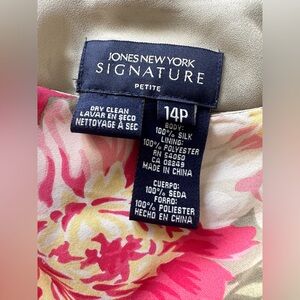 JONES NEW YORK
SIGNATURE
PETITE
DRY CLEAN
LAVAR EN SECO
NETTOYAGE À SEC
14P
BODY:
100% SILK
LINING:
100% POLYESTER
RN 54050
CA 08249
MADE IN CHINA
CUERPO:
100% SEDA
FORRO:
100% POLIESTER
HECHO EN CHINA